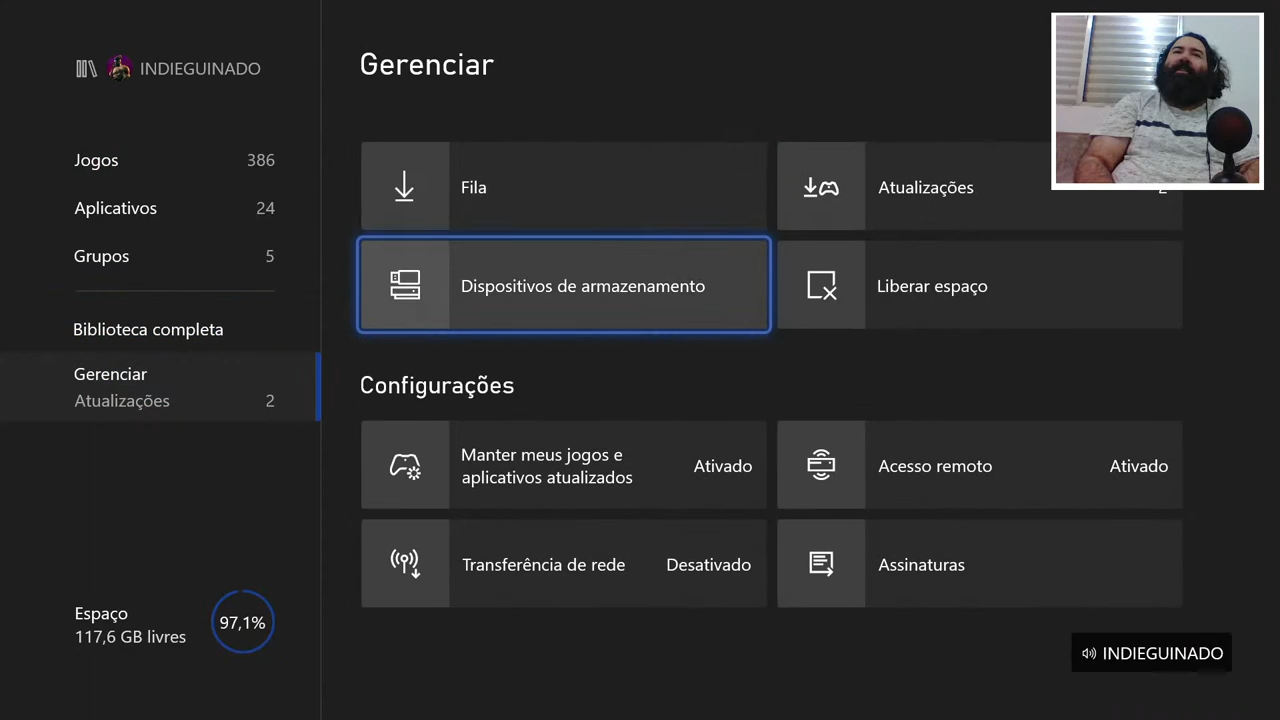 INDIEGUINADO
Jogos 386
Aplicativos 24
Grupos 5
Biblioteca completa
Gerenciar
Atualizações 2
Espaço
117,6 GB livres
97,1%
Gerenciar
Fila
Atualizações 2
Dispositivos de armazenamento
Liberar espaço
Configurações
Manter meus jogos e
aplicativos atualizados
Ativado
Acesso remoto Ativado
Transferência de rede Desativado
Assinaturas
INDIEGUINADO